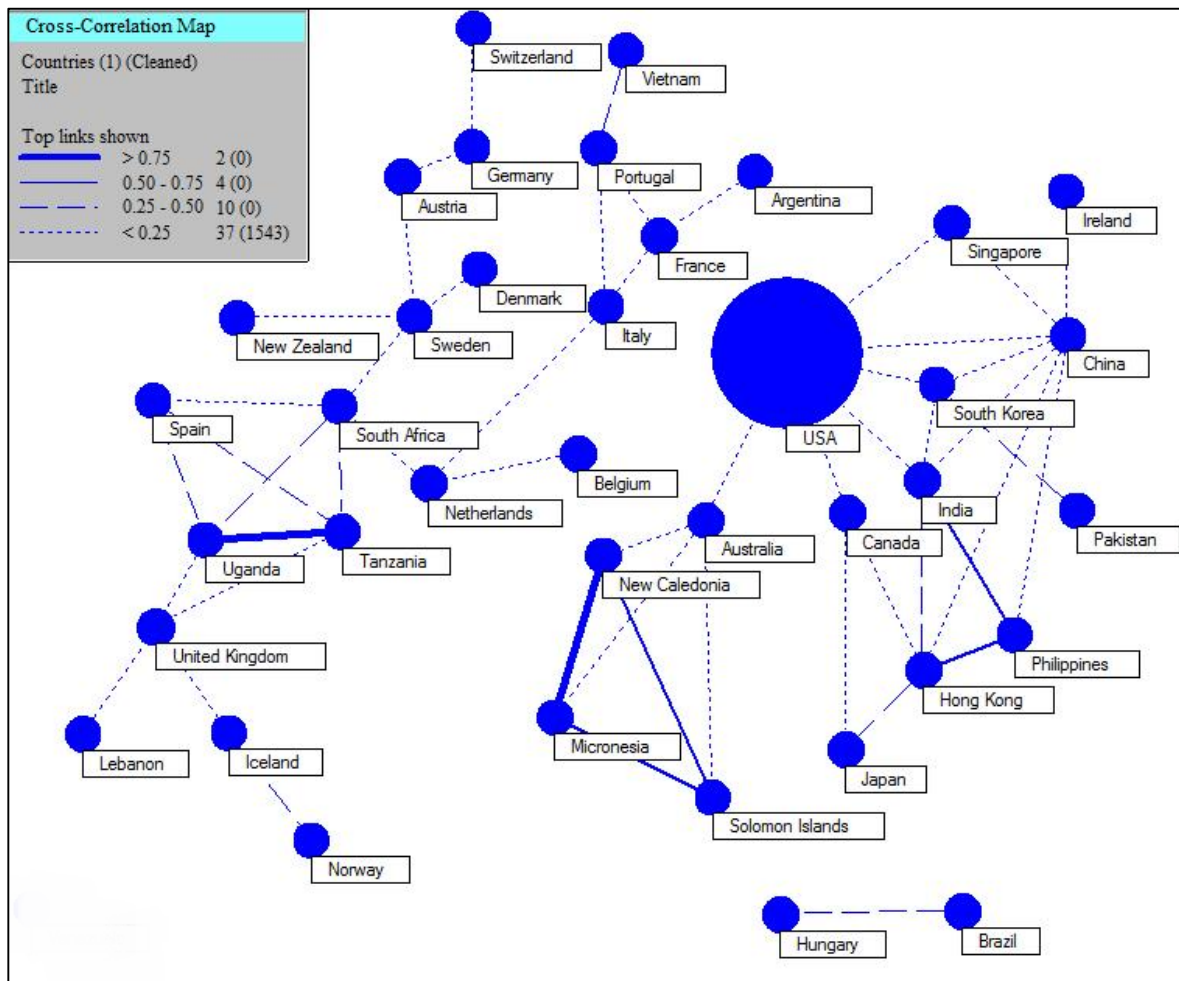 Cross-Correlation Map
Countries (1) (Cleaned)
Title
Top links shown
> 0.75 2 (0)
0.50 - 0.75 4 (0)
0.25 - 0.50 10 (0)
< 0.25 37 (1543)
Switzerland
Vietnam
Germany
Portugal
Argentina
Austria
Ireland
Singapore
France
Denmark
Italy
New Zealand
Sweden
China
South Korea
Spain
South Africa
USA
Belgium
Netherlands
India
Pakistan
Canada
Australia
Tanzania
Uganda
New Caledonia
United Kingdom
Philippines
Hong Kong
Micronesia
Lebanon
Iceland
Japan
Solomon Islands
Norway
Hungary
Brazil